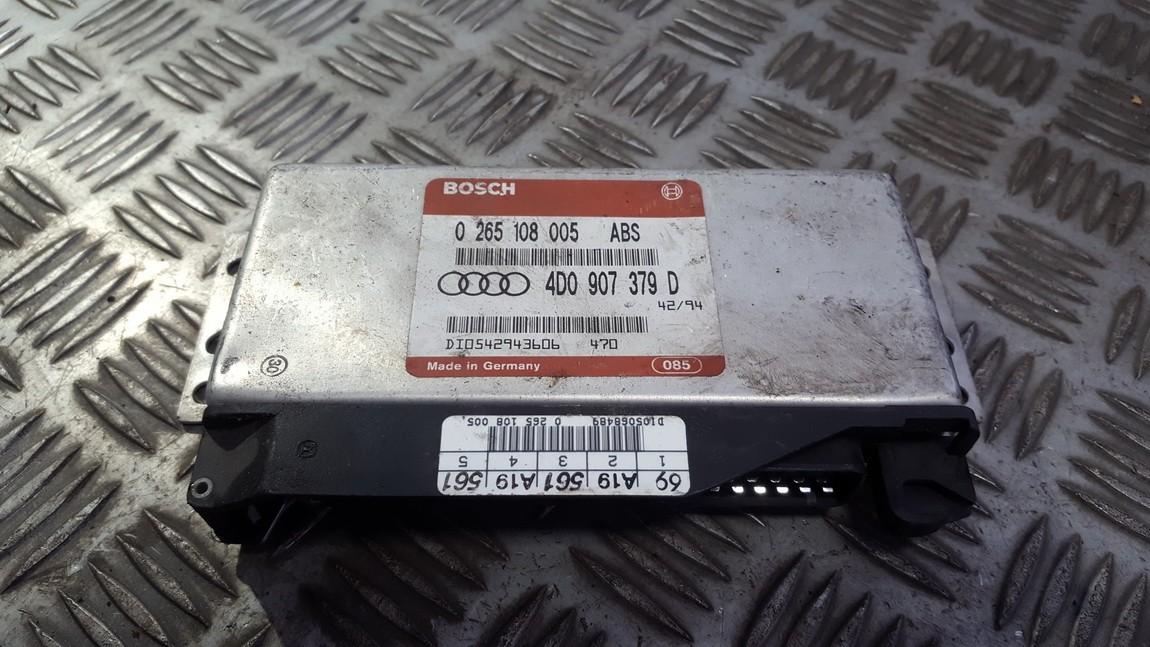 BOSCH
0 265 108 005 ABS
4D0 907 379 D
42/94
DI0542943606 470
Made in Germany 085
30
DI05068489 0 265 108 005.
1 2 3 4 5
69 A19 561 A19 561